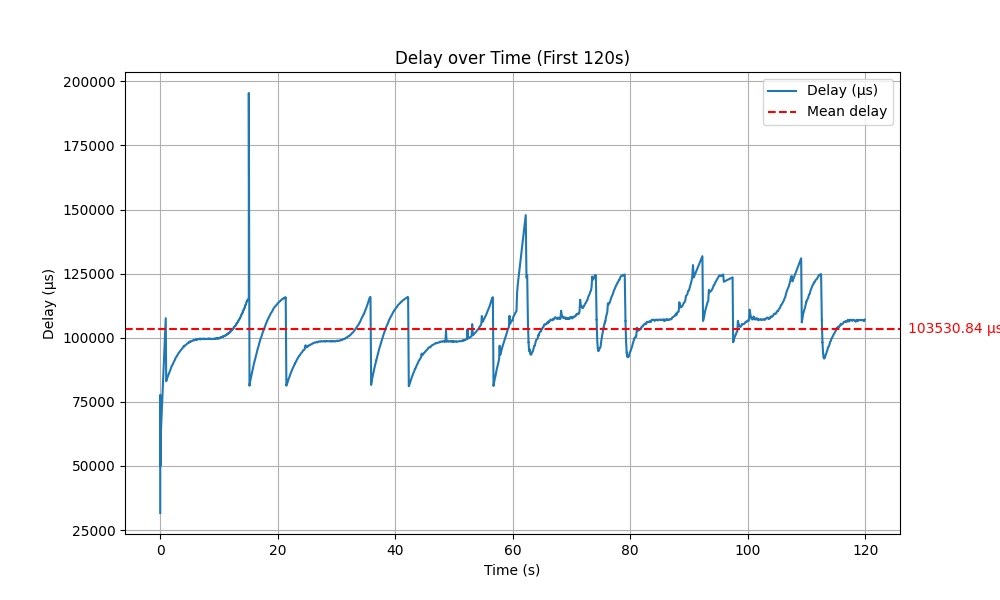 Delay over Time (First 120s)
200000
175000
150000
125000
100000
75000
50000
25000
Delay (µs)
Delay (µs)
Mean delay
103530.84 µs
0 20 40 60 80 100 120
Time (s)